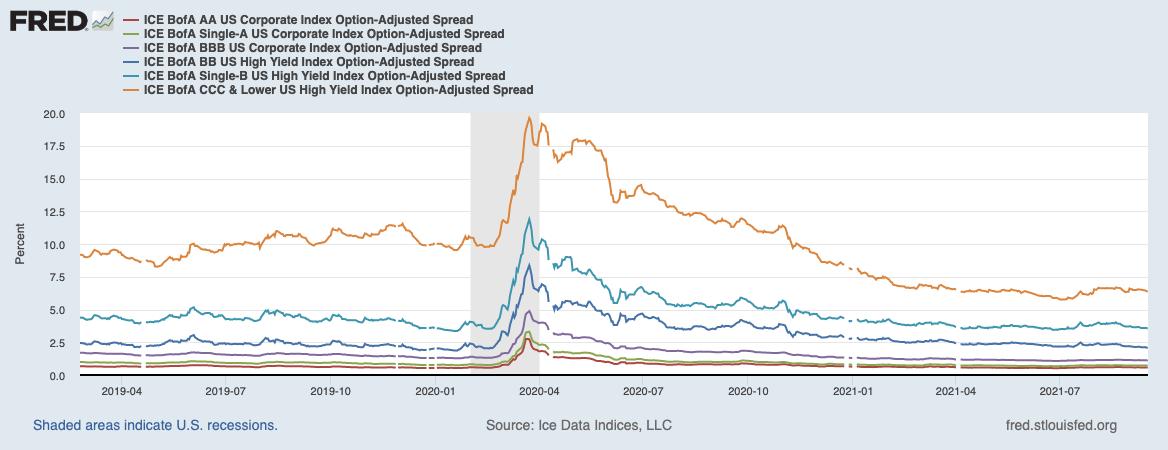 FRED
ICE BofA AA US Corporate Index Option-Adjusted Spread
ICE BofA Single-A US Corporate Index Option-Adjusted Spread
ICE BofA BBB US Corporate Index Option-Adjusted Spread
ICE BofA BB US High Yield Index Option-Adjusted Spread
ICE BofA Single-B US High Yield Index Option-Adjusted Spread
ICE BofA CCC & Lower US High Yield Index Option-Adjusted Spread
Percent
20.0
17.5
15.0
12.5
10.0
7.5
5.0
2.5
0.0
2019-04 2019-07 2019-10 2020-01 2020-04 2020-07 2020-10 2021-01 2021-04 2021-07
Shaded areas indicate U.S. recessions. Source: Ice Data Indices, LLC fred.stlouisfed.org